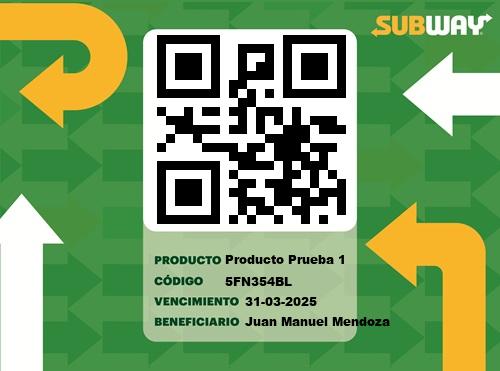 SUBWAY
PRODUCTO Producto Prueba 1
CÓDIGO 5FN354BL
VENCIMIENTO 31-03-2025
BENEFICIARIO Juan Manuel Mendoza